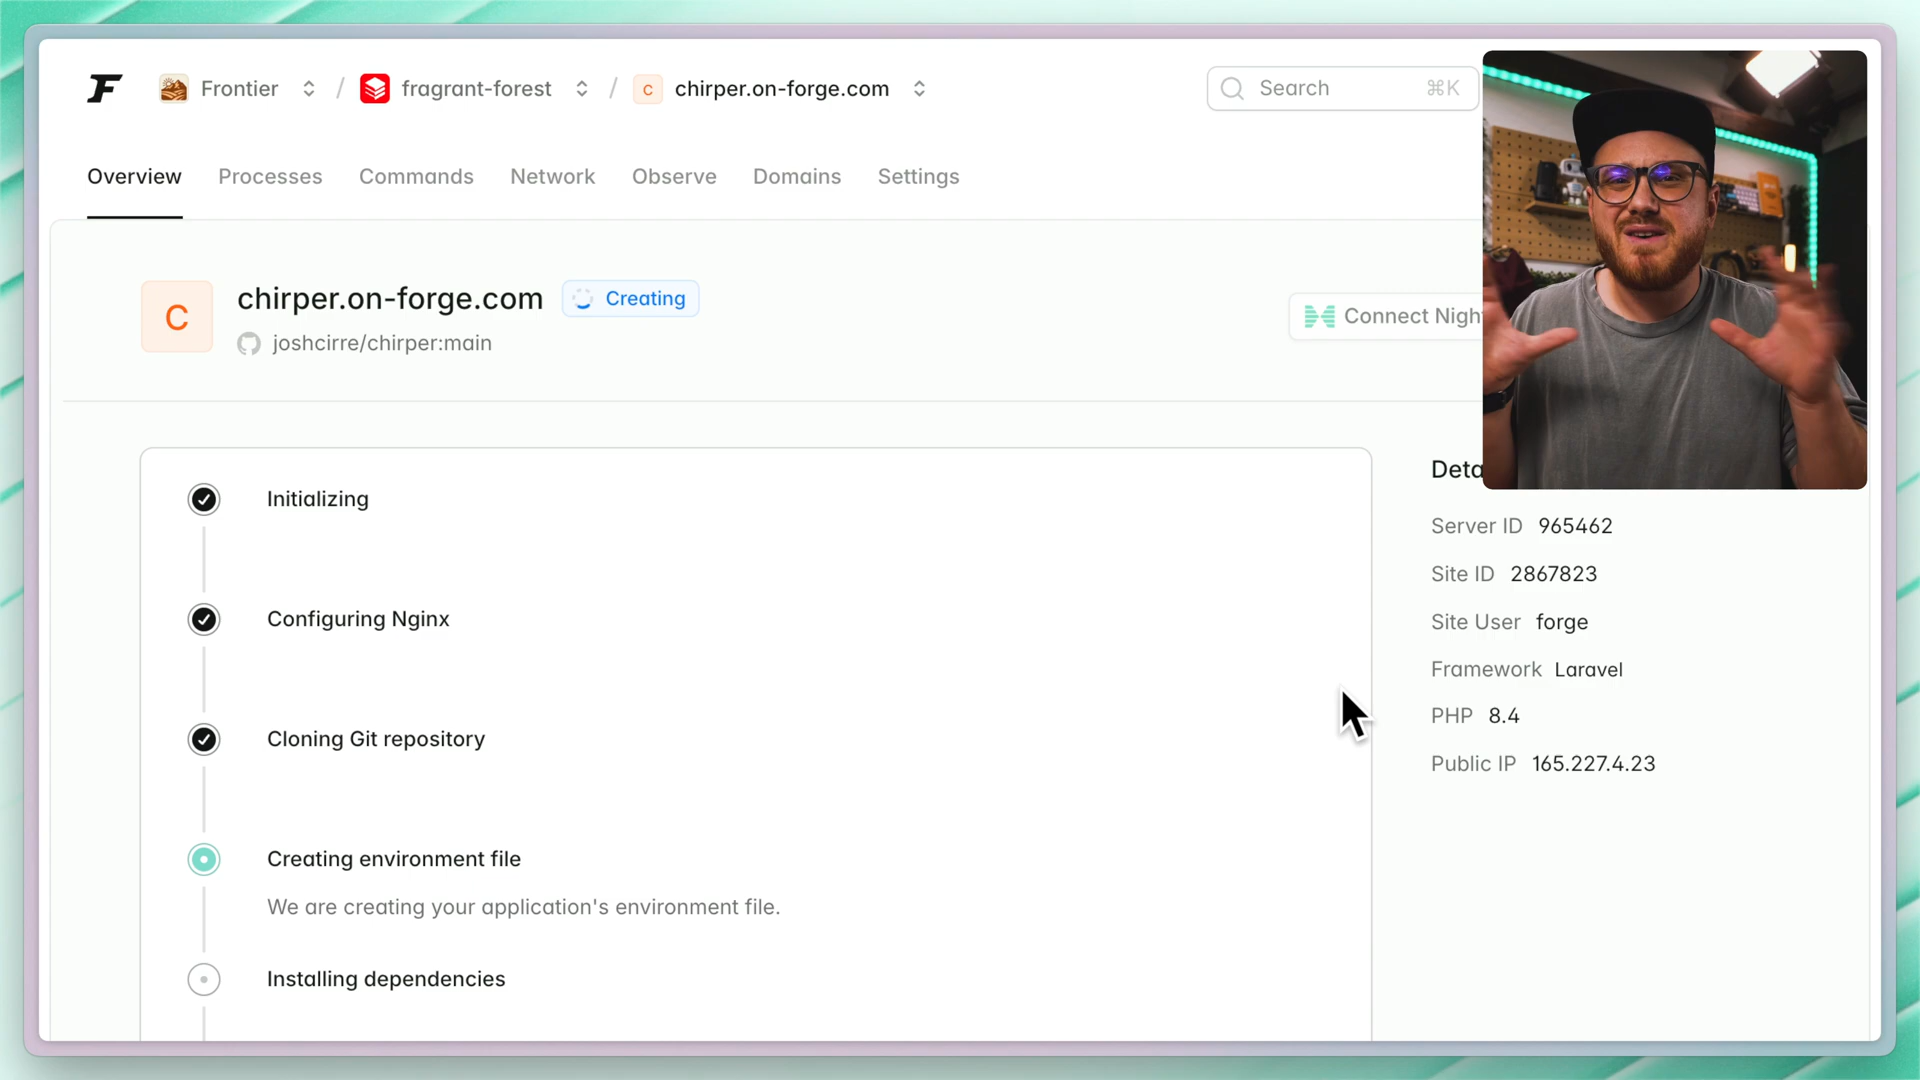 Frontier / fragrant-forest / C chirper.on-forge.com
Search ⌘K
Overview Processes Commands Network Observe Domains Settings
C
chirper.on-forge.com Creating
joshcirre/chirper:main
Connect Nigh
Initializing
Configuring Nginx
Cloning Git repository
Creating environment file
We are creating your application's environment file.
Installing dependencies
Deta
Server ID 965462
Site ID 2867823
Site User forge
Framework Laravel
PHP 8.4
Public IP 165.227.4.23